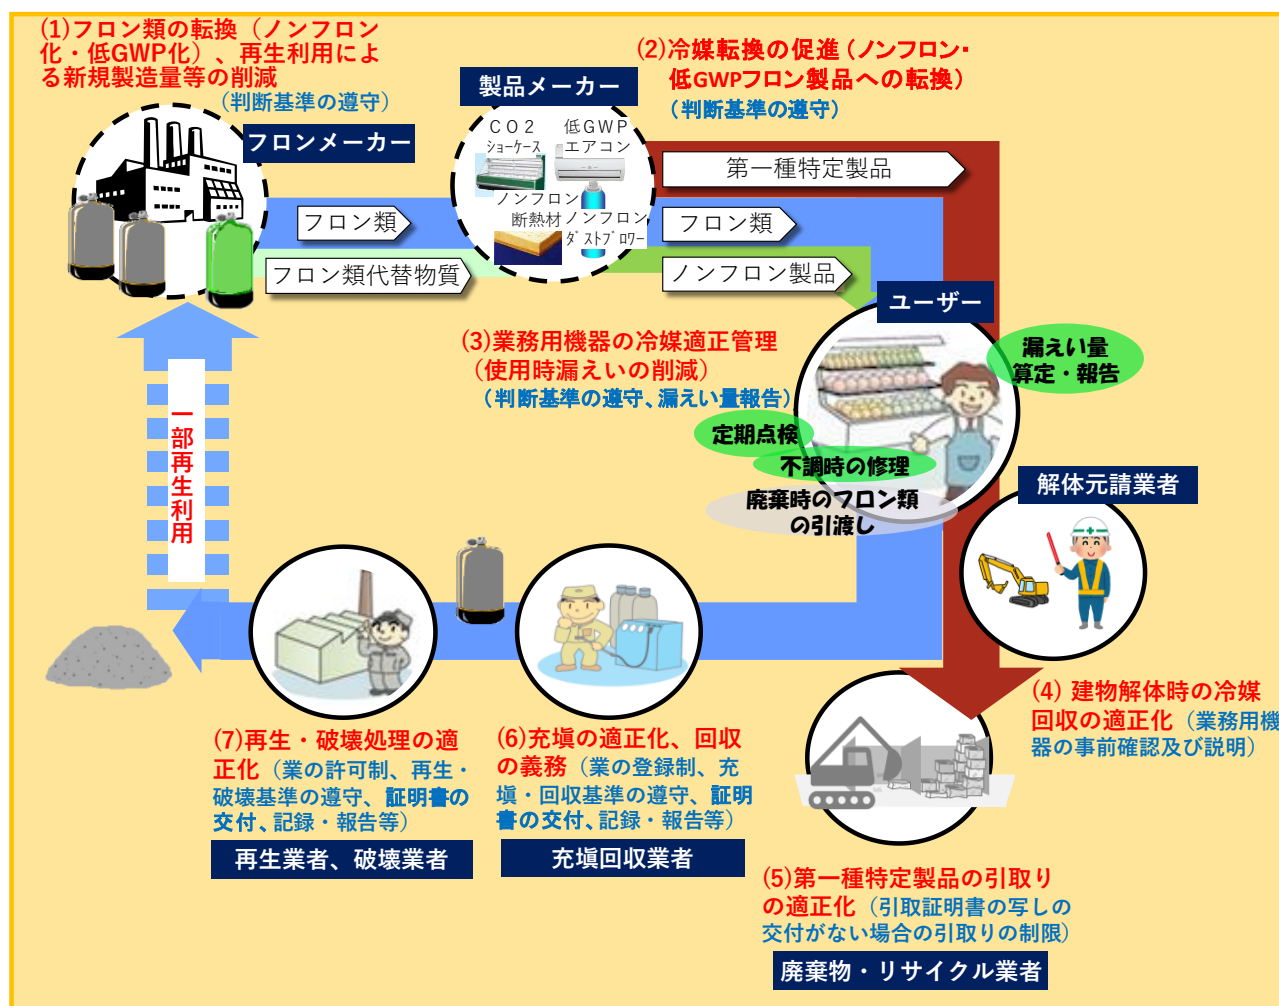 (1)フロン類の転換（ノンフロン
化・低GWP化）、再生利用によ
る新規製造量等の削減
（判断基準の遵守）
フロンメーカー
(2)冷媒転換の促進（ノンフロン・
低GWPフロン製品への転換）
（判断基準の遵守）
製品メーカー
ＣＯ２
ｼｮｰｹｰｽ
低ＧＷＰ
エアコン
ノンフロン
断熱材
ノンフロン
ﾀﾞｽﾄﾌﾞﾛﾜｰ
第一種特定製品
フロン類
フロン類
フロン類代替物質
ノンフロン製品
ユーザー
(3)業務用機器の冷媒適正管理
（使用時漏えいの削減）
（判断基準の遵守、漏えい量報告）
漏えい量
算定・報告
定期点検
不調時の修理
廃棄時のフロン類
の引渡し
一部再生利用
解体元請業者
(4) 建物解体時の冷媒
回収の適正化（業務用機
器の事前確認及び説明）
(7)再生・破壊処理の適
正化（業の許可制、再生・
破壊基準の遵守、証明書の
交付、記録・報告等）
再生業者、破壊業者
(6)充塡の適正化、回収
の義務（業の登録制、充
塡・回収基準の遵守、証明
書の交付、記録・報告等）
充塡回収業者
(5)第一種特定製品の引取り
の適正化（引取証明書の写しの
交付がない場合の引取りの制限）
廃棄物・リサイクル業者